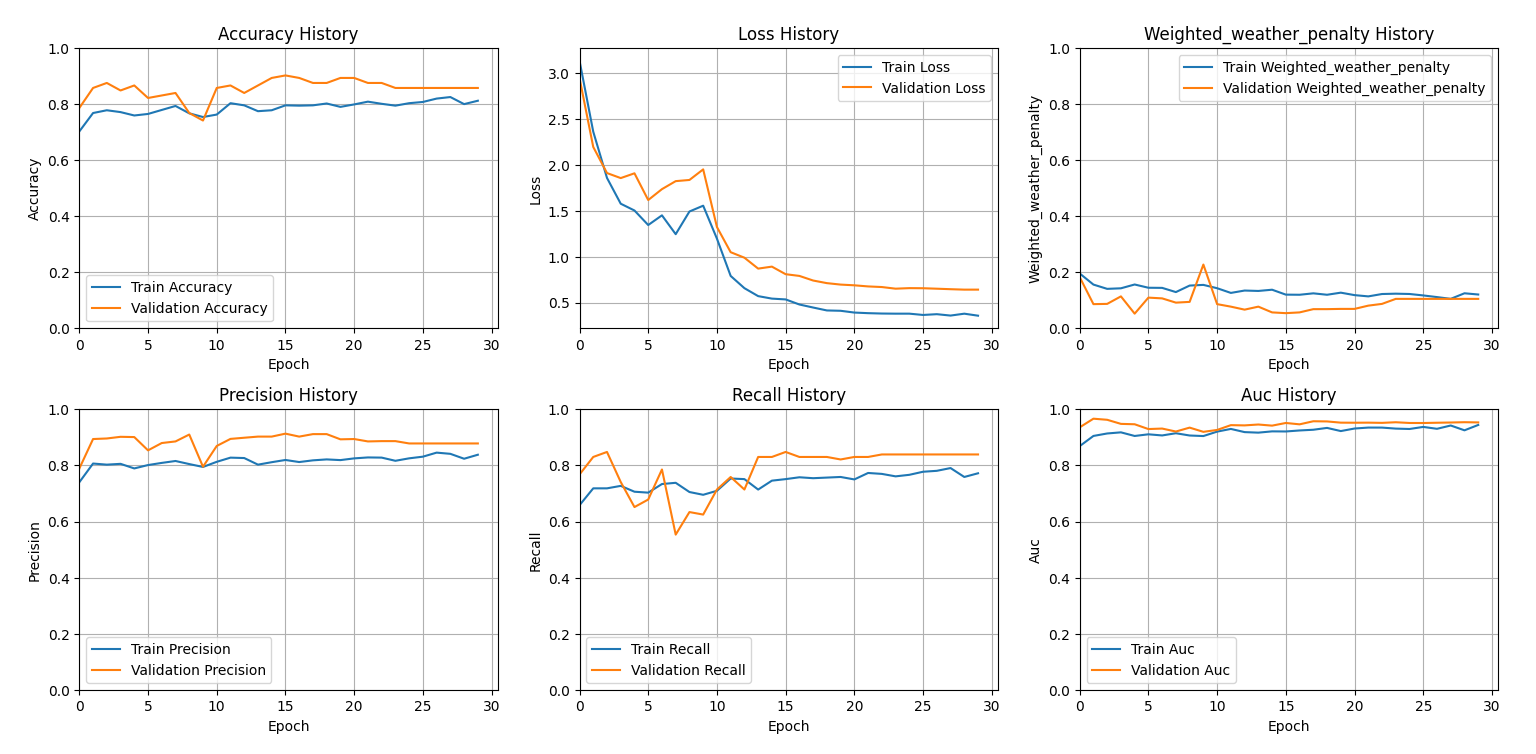 Accuracy History
1.0
0.8
0.6
0.4
0.2
0.0
Accuracy
Train Accuracy
Validation Accuracy
0 5 10 15 20 25 30
Epoch
Loss History
3.0
2.5
2.0
1.5
1.0
0.5
Loss
Train Loss
Validation Loss
0 5 10 15 20 25 30
Epoch
Weighted_weather_penalty History
1.0
0.8
0.6
0.4
0.2
0.0
Weighted_weather_penalty
Train Weighted_weather_penalty
Validation Weighted_weather_penalty
0 5 10 15 20 25 30
Epoch
Precision History
1.0
0.8
0.6
0.4
0.2
0.0
Precision
Train Precision
Validation Precision
0 5 10 15 20 25 30
Epoch
Recall History
1.0
0.8
0.6
0.4
0.2
0.0
Recall
Train Recall
Validation Recall
0 5 10 15 20 25 30
Epoch
Auc History
1.0
0.8
0.6
0.4
0.2
0.0
Auc
Train Auc
Validation Auc
0 5 10 15 20 25 30
Epoch